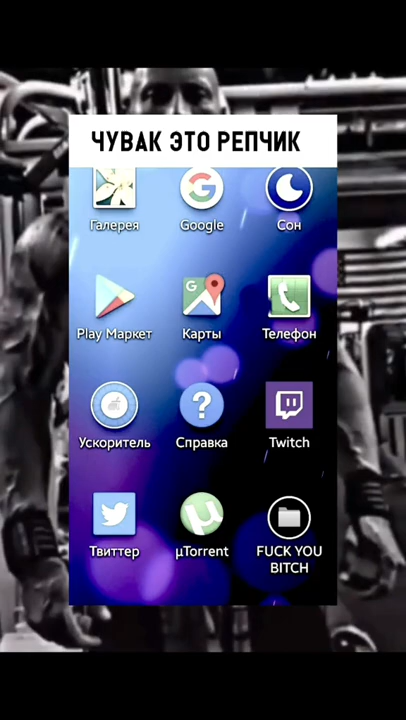 ЧУВАК ЭТО РЕПЧИК
Галерея Google Сон
Play Маркет Карты Телефон
Ускоритель Справка Twitch
Твиттер µTorrent FUCK YOU
BITCH